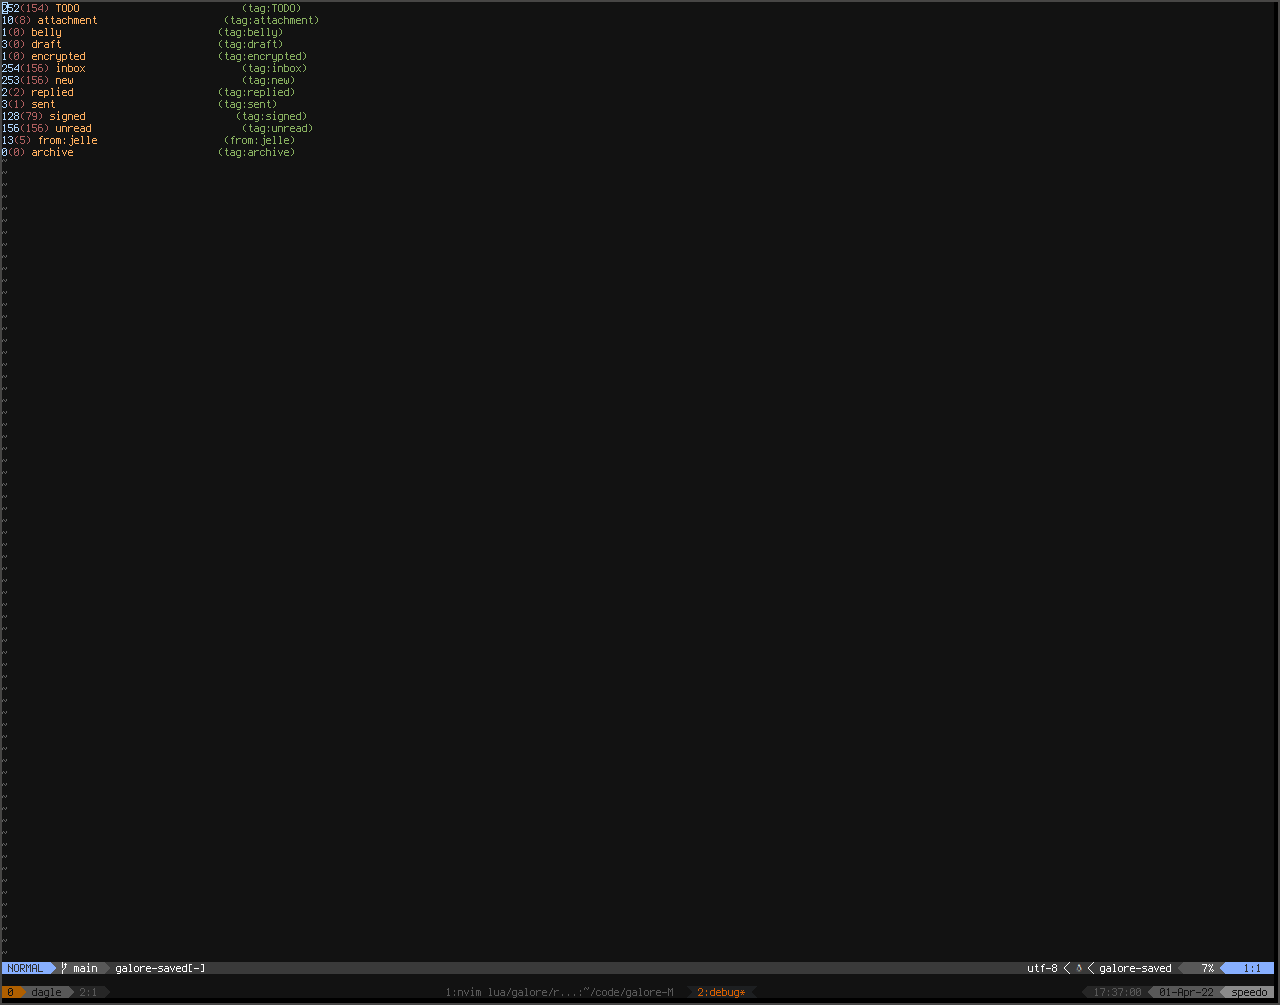 252(154) TODO (tag:TODO)
10(8) attachment (tag:attachment)
1(0) belly (tag:belly)
3(0) draft (tag:draft)
1(0) encrypted (tag:encrypted)
254(156) inbox (tag:inbox)
253(156) new (tag:new)
2(2) replied (tag:replied)
3(1) sent (tag:sent)
128(79) signed (tag:signed)
156(156) unread (tag:unread)
13(5) from:jelle (from:jelle)
0(0) archive (tag:archive)
NORMAL main galore-saved[-] utf-8 galore-saved 7% 1:1
0 dagle 2:1 1:nvim lua/galore/r...:~/code/galore-M 2:debug* 17:37:00 01-Apr-22 speedo